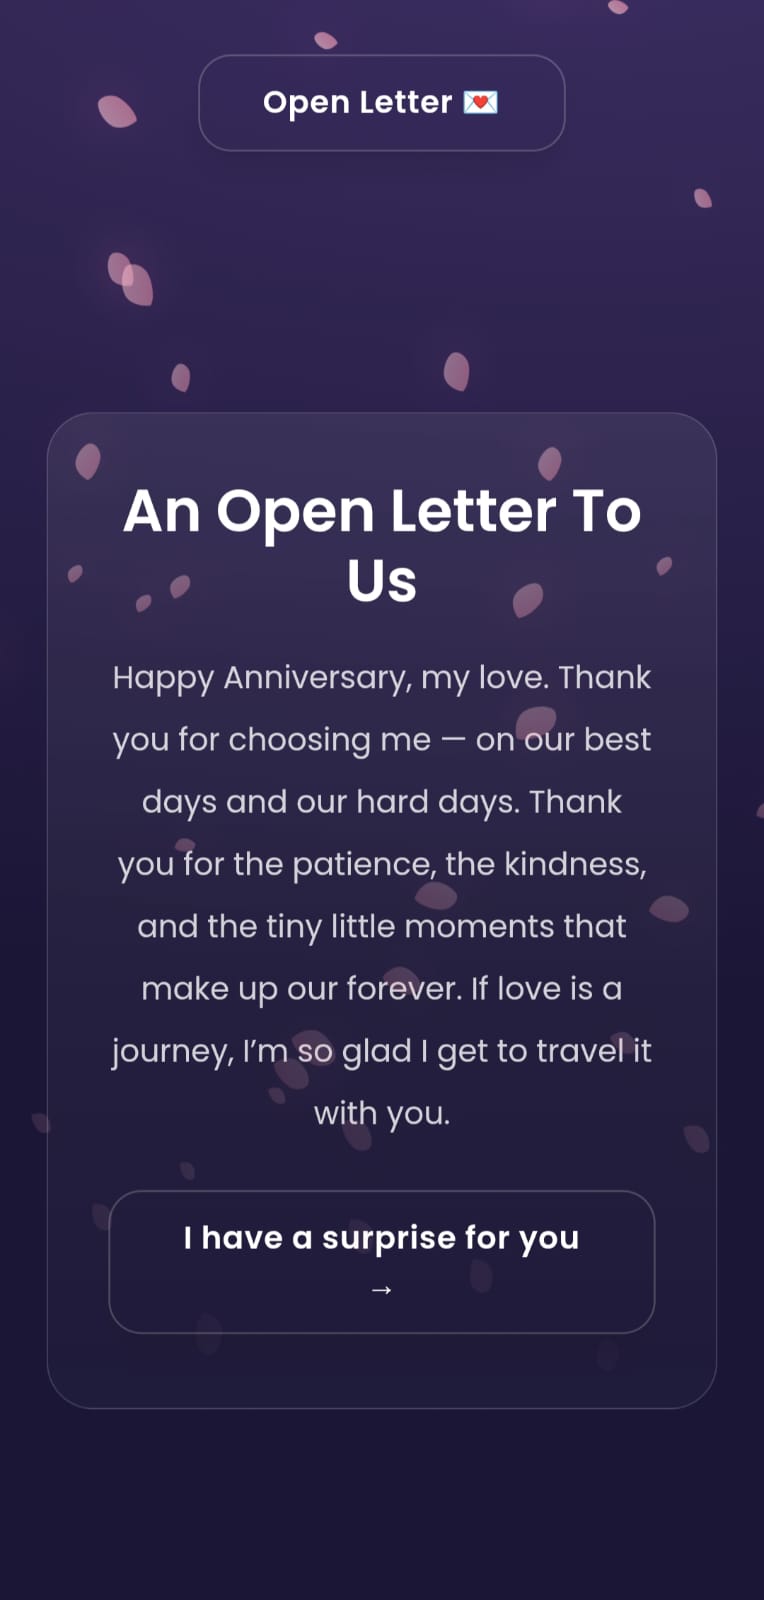 Open Letter 💌
An Open Letter To
Us
Happy Anniversary, my love. Thank
you for choosing me — on our best
days and our hard days. Thank
you for the patience, the kindness,
and the tiny little moments that
make up our forever. If love is a
journey, I’m so glad I get to travel it
with you.
I have a surprise for you
→